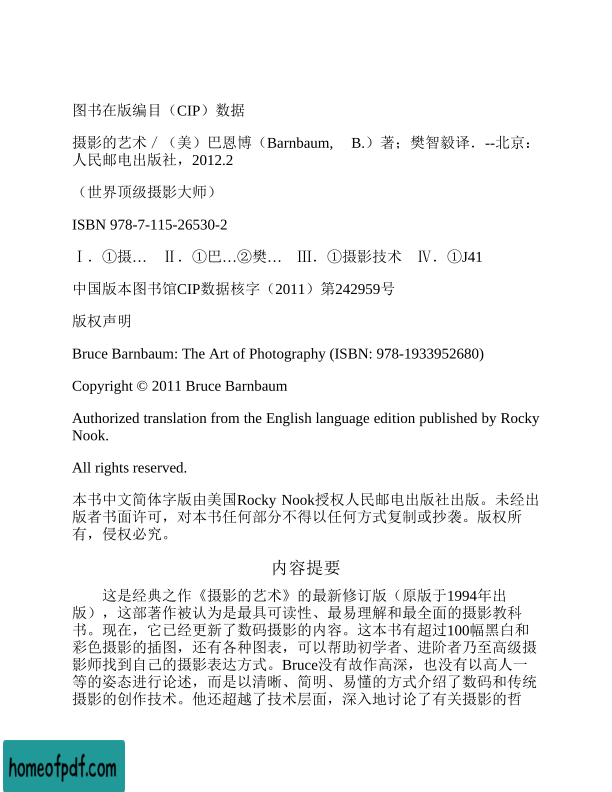 图书在版编目（CIP）数据
摄影的艺术／（美）巴恩博（Barnbaum,　B.）著；樊智毅译．--北京：
人民邮电出版社，2012.2
（世界顶级摄影大师）
ISBN 978-7-115-26530-2
Ⅰ．①摄…　Ⅱ．①巴…②樊…　Ⅲ．①摄影技术　Ⅳ．①J41
中国版本图书馆CIP数据核字（2011）第242959号
版权声明
Bruce Barnbaum: The Art of Photography (ISBN: 978-1933952680)
Copyright © 2011 Bruce Barnbaum
Authorized translation from the English language edition published by Rocky
Nook.
All rights reserved.
本书中文简体字版由美国Rocky Nook授权人民邮电出版社出版。未经出
版者书面许可，对本书任何部分不得以任何方式复制或抄袭。版权所
有，侵权必究。
内容提要
这是经典之作《摄影的艺术》的最新修订版（原版于1994年出
版），这部著作被认为是最具可读性、最易理解和最全面的摄影教科
书。现在，它已经更新了数码摄影的内容。这本书有超过100幅黑白和
彩色摄影的插图，还有各种图表，可以帮助初学者、进阶者乃至高级摄
影师找到自己的摄影表达方式。Bruce没有故作高深，也没有以高人一
等的姿态进行论述，而是以清晰、简明、易懂的方式介绍了数码和传统
摄影的创作技术。他还超越了技术层面，深入地讨论了有关摄影的哲
homeofpdf.com